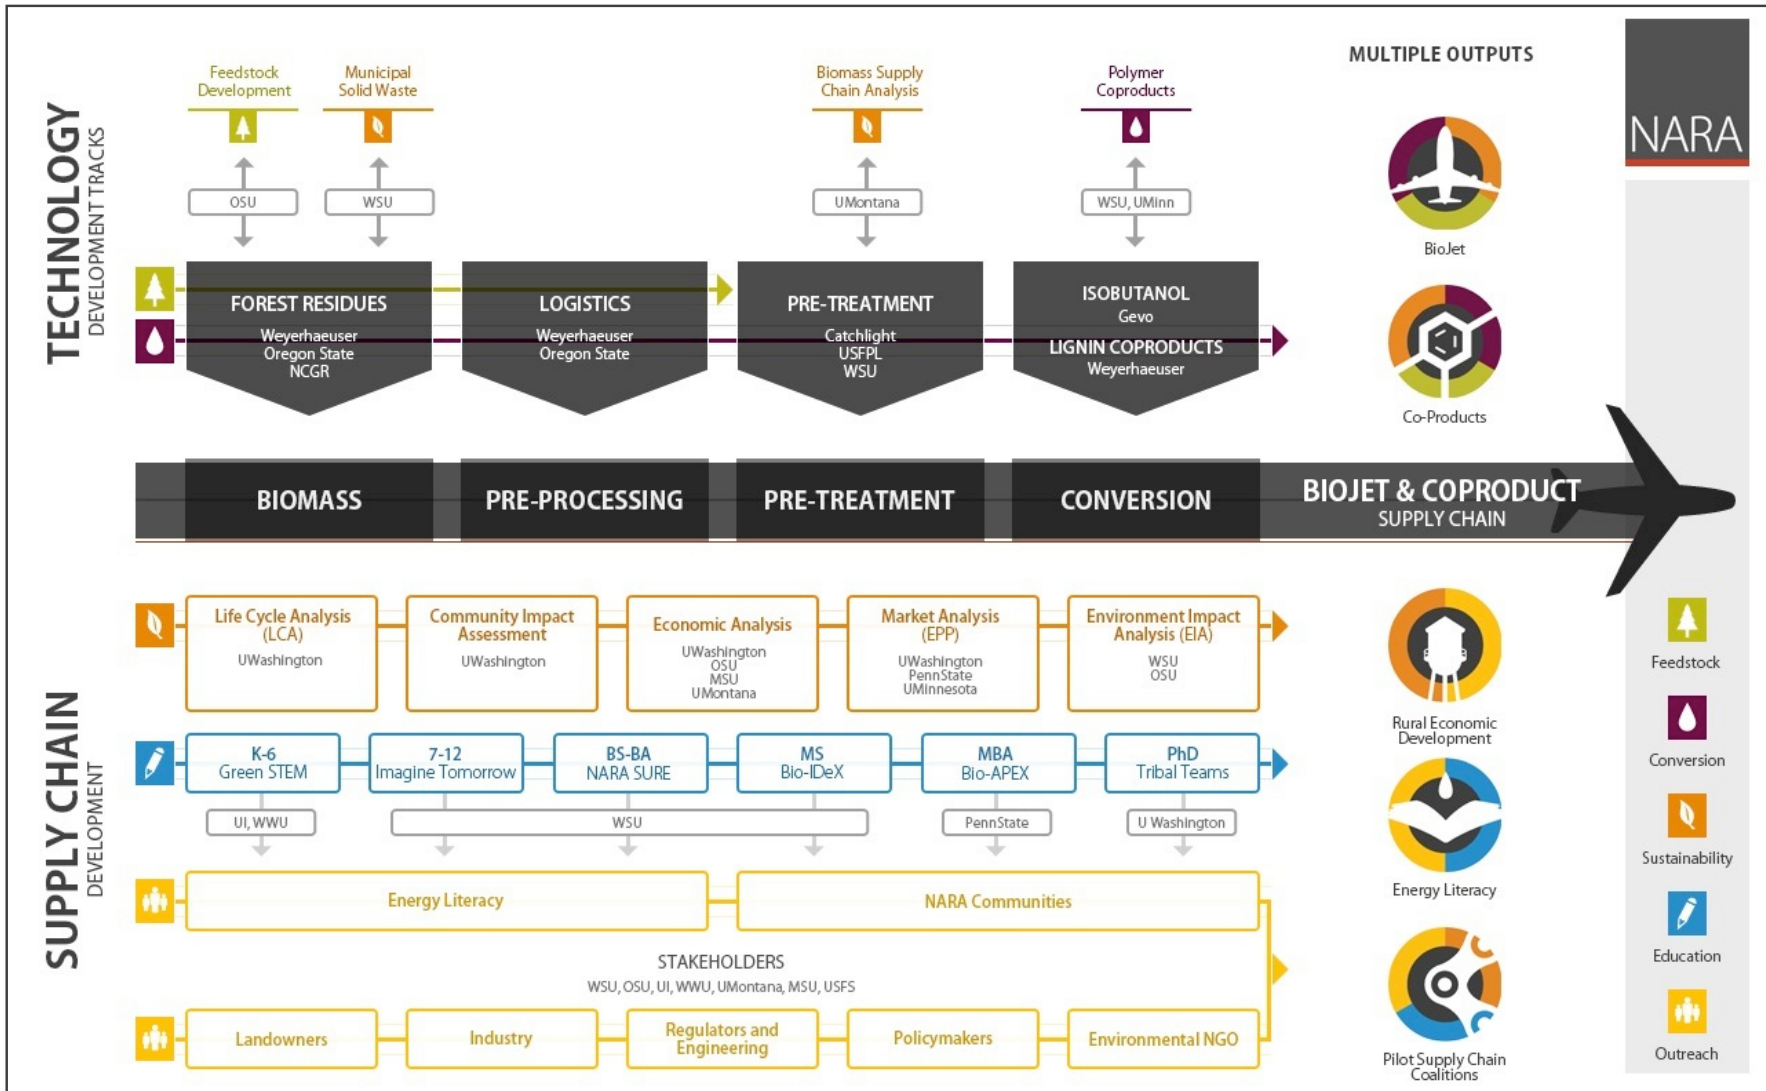 MULTIPLE OUTPUTS
NARA
TECHNOLOGY
DEVELOPMENT TRACKS
Feedstock
Development
Municipal
Solid Waste
Biomass Supply
Chain Analysis
Polymer
Coproducts
OSU
WSU
UMontana
WSU, UMinn
BioJet
FOREST RESIDUES
Weyerhaeuser
Oregon State
NCGR
LOGISTICS
Weyerhaeuser
Oregon State
PRE-TREATMENT
Catchlight
USFPL
WSU
ISOBUTANOL
Gevo
LIGNIN COPRODUCTS
Weyerhaeuser
Co-Products
BIOMASS
PRE-PROCESSING
PRE-TREATMENT
CONVERSION
BIOJET & COPRODUCT
SUPPLY CHAIN
SUPPLY CHAIN
DEVELOPMENT
Life Cycle Analysis
(LCA)
UWashington
Community Impact
Assessment
UWashington
Economic Analysis
UWashington
OSU
MSU
UMontana
Market Analysis
(EPP)
UWashington
PennState
UMinnesota
Environment Impact
Analysis (EIA)
WSU
OSU
Rural Economic
Development
K-6
Green STEM
7-12
Imagine Tomorrow
BS-BA
NARA SURE
MS
Bio-IDeX
MBA
Bio-APEX
PhD
Tribal Teams
UI, WWU
WSU
PennState
U Washington
Energy Literacy
Energy Literacy
NARA Communities
STAKEHOLDERS
WSU, OSU, UI, WWU, UMontana, MSU, USFS
Landowners
Industry
Regulators and
Engineering
Policymakers
Environmental NGO
Pilot Supply Chain
Coalitions
Feedstock
Conversion
Sustainability
Education
Outreach